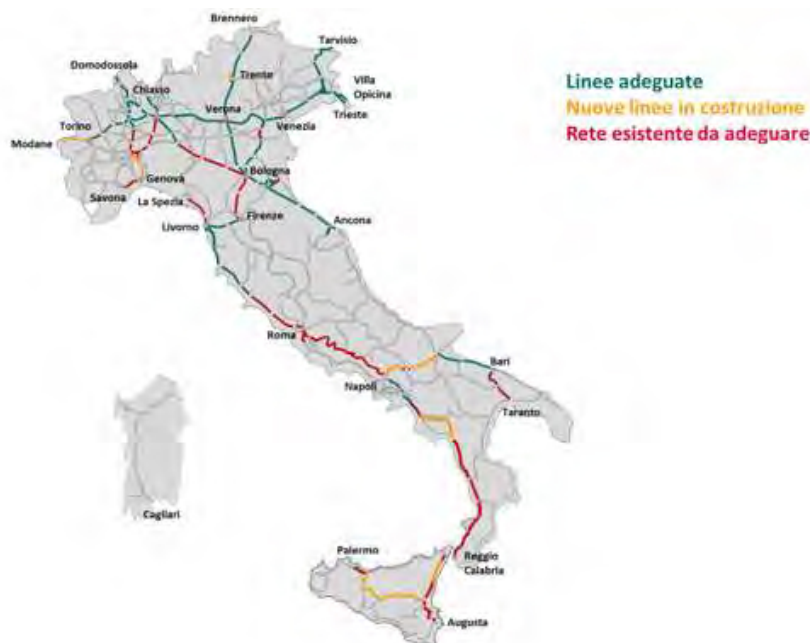 Brennero
Tarvisio
Domodossola
Trento
Villa
Opicina
Chiasso
Verona
Torino
Venezia
Trieste
Modane
Bologna
Genova
Savona
La Spezia
Firenze
Ancona
Livorno
Roma
Bari
Napoli
Taranto
Cagliari
Palermo
Reggio
Calabria
Augusta
Linee adeguate
Nuove linee in costruzione
Rete esistente da adeguare